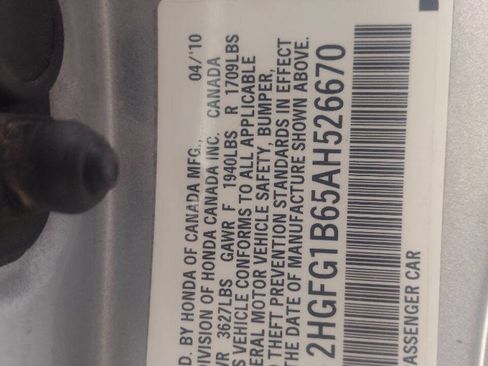 D. BY HONDA OF CANADA MFG., 04/'10
DIVISION OF HONDA CANADA INC. CANADA
WR 3627LBS GAWR F 1940LBS R 1709LBS
S VEHICLE CONFORMS TO ALL APPLICABLE
ERAL MOTOR VEHICLE SAFETY, BUMPER,
THEFT PREVENTION STANDARDS IN EFFECT
THE DATE OF MANUFACTURE SHOWN ABOVE.
2HGFG1B65AH526670
ASSENGER CAR